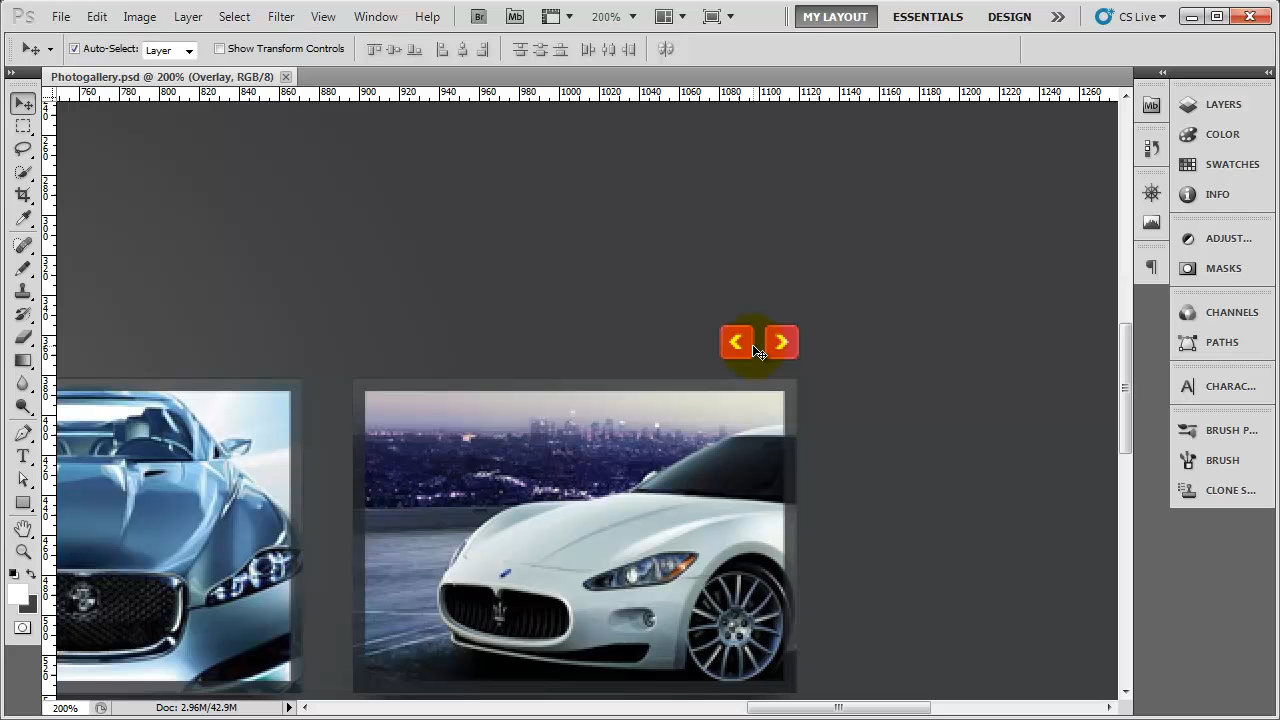 Ps File Edit Image Layer Select Filter View Window Help Br Mb 200% MY LAYOUT ESSENTIALS DESIGN CS Live
Auto-Select: Layer Show Transform Controls
Photogallery.psd @ 200% (Overlay, RGB/8)
760 780 800 820 840 860 880 900 920 940 960 980 1000 1020 1040 1060 1080 1100 1120 1140 1160 1180 1200 1220 1240 1260
Mb
LAYERS
COLOR
SWATCHES
INFO
ADJUST...
MASKS
CHANNELS
PATHS
CHARAC...
BRUSH P...
BRUSH
CLONE S...
200% Doc: 2.96M/42.9M